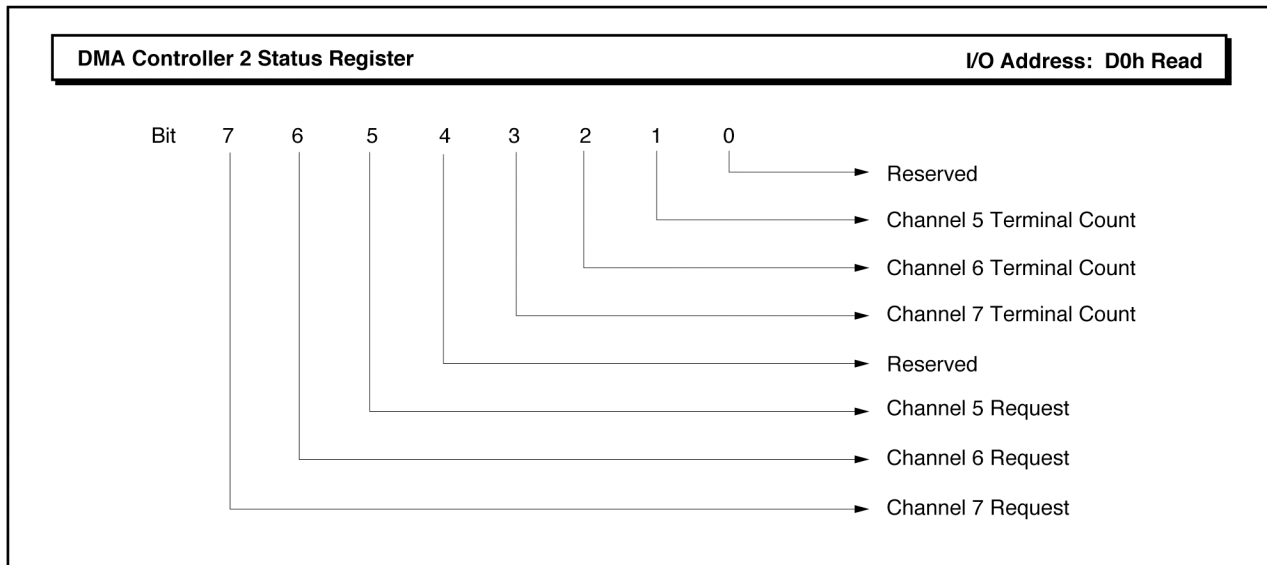 DMA Controller 2 Status Register I/O Address: D0h Read
Bit 7 6 5 4 3 2 1 0
Reserved
Channel 5 Terminal Count
Channel 6 Terminal Count
Channel 7 Terminal Count
Reserved
Channel 5 Request
Channel 6 Request
Channel 7 Request